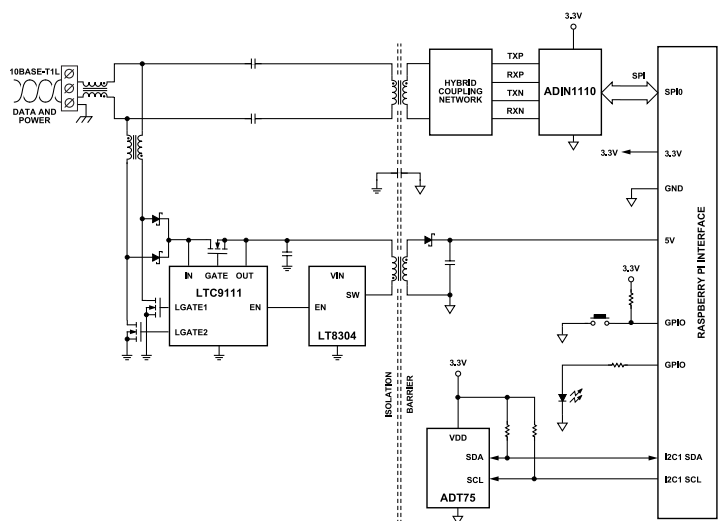 3.3V
10BASE-T1L
DATA AND
POWER
TXP
RXP
TXN
RXN
HYBRID
COUPLING
NETWORK
ADIN1110
SPI
SPI0
3.3V
3.3V
GND
5V
IN
GATE
OUT
LTC9111
LGATE1
LGATE2
EN
EN
VIN
SW
LT8304
3.3V
GPIO
GPIO
RASPBERRY PI INTERFACE
ISOLATION
BARRIER
3.3V
VDD
SDA
SCL
ADT75
I2C1 SDA
I2C1 SCL